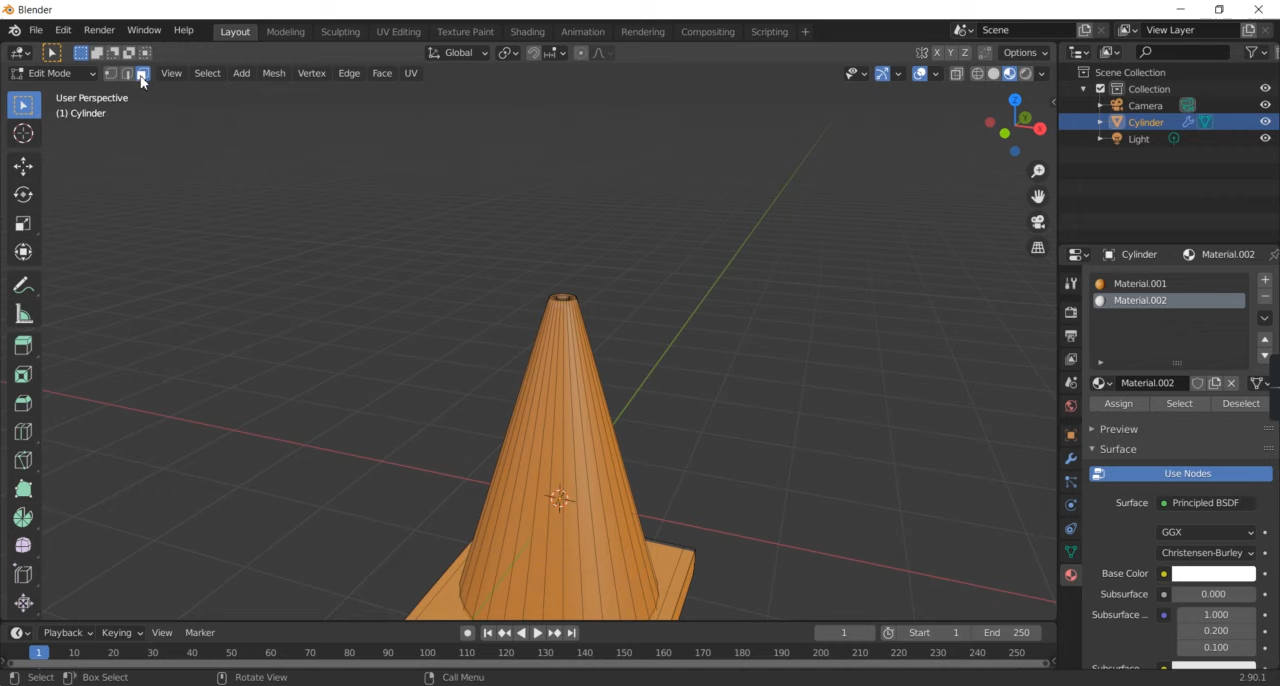 Blender
File Edit Render Window Help Layout Modeling Sculpting UV Editing Texture Paint Shading Animation Rendering Compositing Scripting + Scene View Layer
Global X Y Z Options
Edit Mode View Select Add Mesh Vertex Edge Face UV
User Perspective
(1) Cylinder
Z
Y
X
Scene Collection
Collection
Camera
Cylinder
Light
Cylinder Material.002
Material.001
Material.002
Material.002
Assign Select Deselect
Preview
Surface
Use Nodes
Surface Principled BSDF
GGX
Christensen-Burley
Base Color
Subsurface 0.000
Subsurface ... 1.000
0.200
0.100
Playback Keying View Marker 1 Start 1 End 250
1 10 20 30 40 50 60 70 80 90 100 110 120 130 140 150 160 170 180 190 200 210 220 230 240 250
Select Box Select Rotate View Call Menu 2.90.1